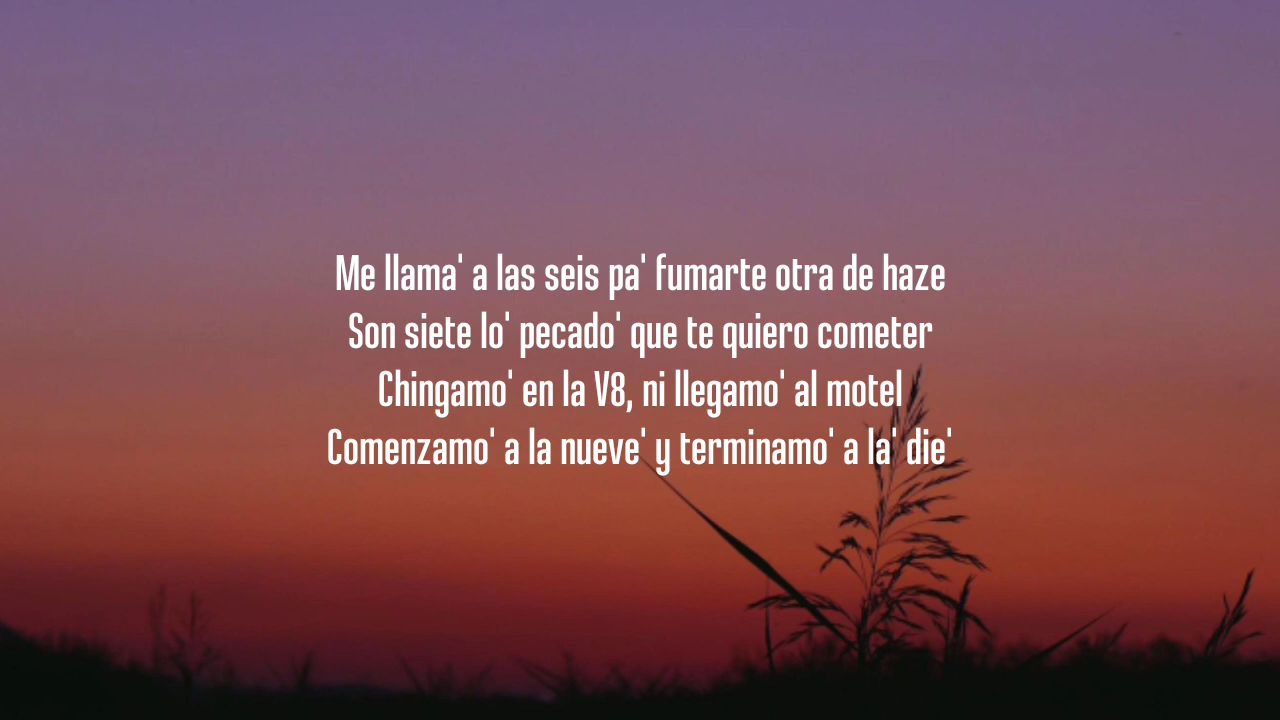 Me llama' a las seis pa' fumarte otra de haze
Son siete lo' pecado' que te quiero cometer
Chingamo' en la V8, ni llegamo' al motel
Comenzamo' a la nueve' y terminamo' a la' die'